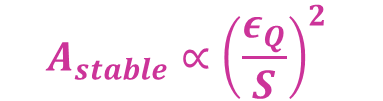 A_stable ∝ (ϵ_Q / S)^2